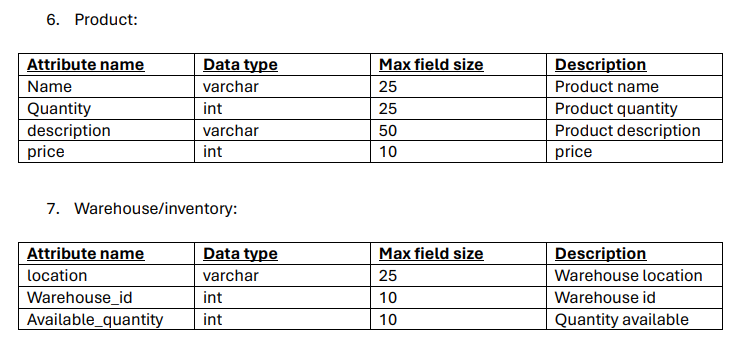 6. Product:
Attribute name Data type Max field size Description
Name varchar 25 Product name
Quantity int 25 Product quantity
description varchar 50 Product description
price int 10 price
7. Warehouse/inventory:
Attribute name Data type Max field size Description
location varchar 25 Warehouse location
Warehouse_id int 10 Warehouse id
Available_quantity int 10 Quantity available